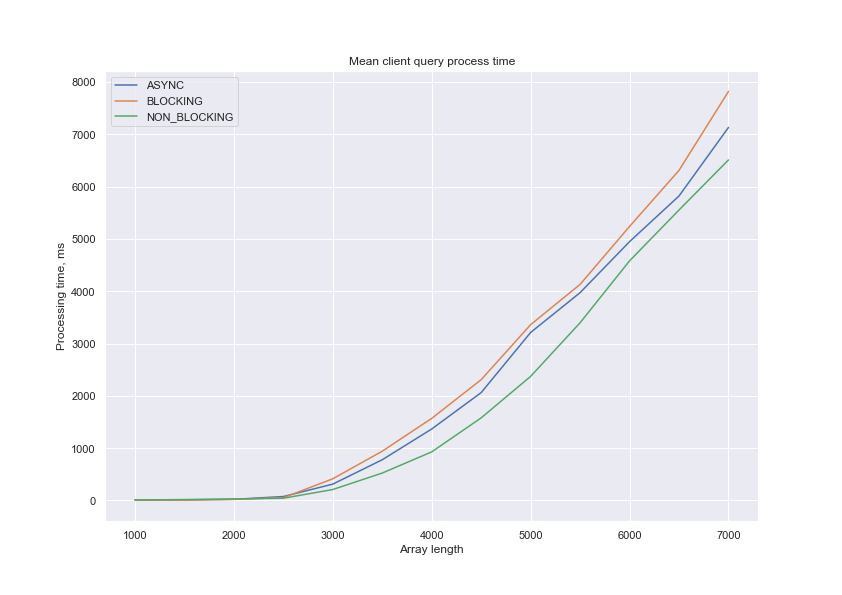 Mean client query process time
ASYNC
BLOCKING
NON_BLOCKING
8000
7000
6000
5000
4000
3000
2000
1000
0
Processing time, ms
1000 2000 3000 4000 5000 6000 7000
Array length